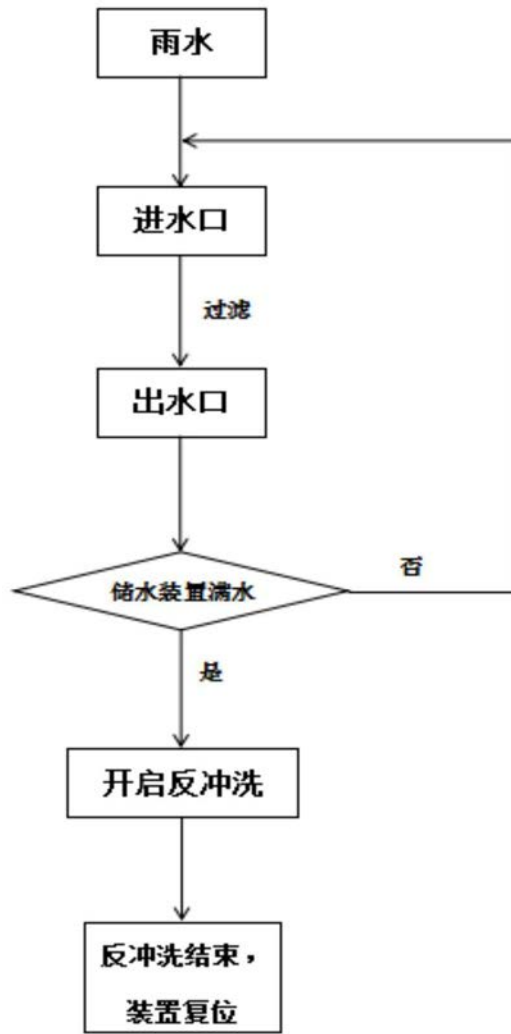 雨水
进水口
过滤
出水口
储水装置满水
否
是
开启反冲洗
反冲洗结束，
装置复位